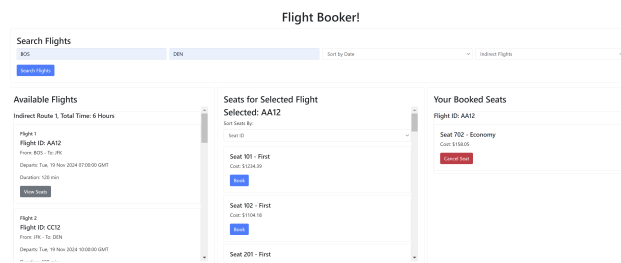 Flight Booker!
Search Flights
BOS
DEN
Sort by Date
Indirect Flights
Search Flights
Available Flights
Indirect Route 1, Total Time: 6 Hours
Flight 1
Flight ID: AA12
From: BOS - To: JFK
Departs: Tue, 19 Nov 2024 07:00:00 GMT
Duration: 120 min
View Seats
Flight 2
Flight ID: CC12
From: JFK - To: DEN
Departs: Tue, 19 Nov 2024 10:00:00 GMT
Seats for Selected Flight
Selected: AA12
Sort Seats By:
Seat ID
Seat 101 - First
Cost: $1234.39
Book
Seat 102 - First
Cost: $1104.18
Book
Seat 201 - First
Your Booked Seats
Flight ID: AA12
Seat 702 - Economy
Cost: $158.05
Cancel Seat